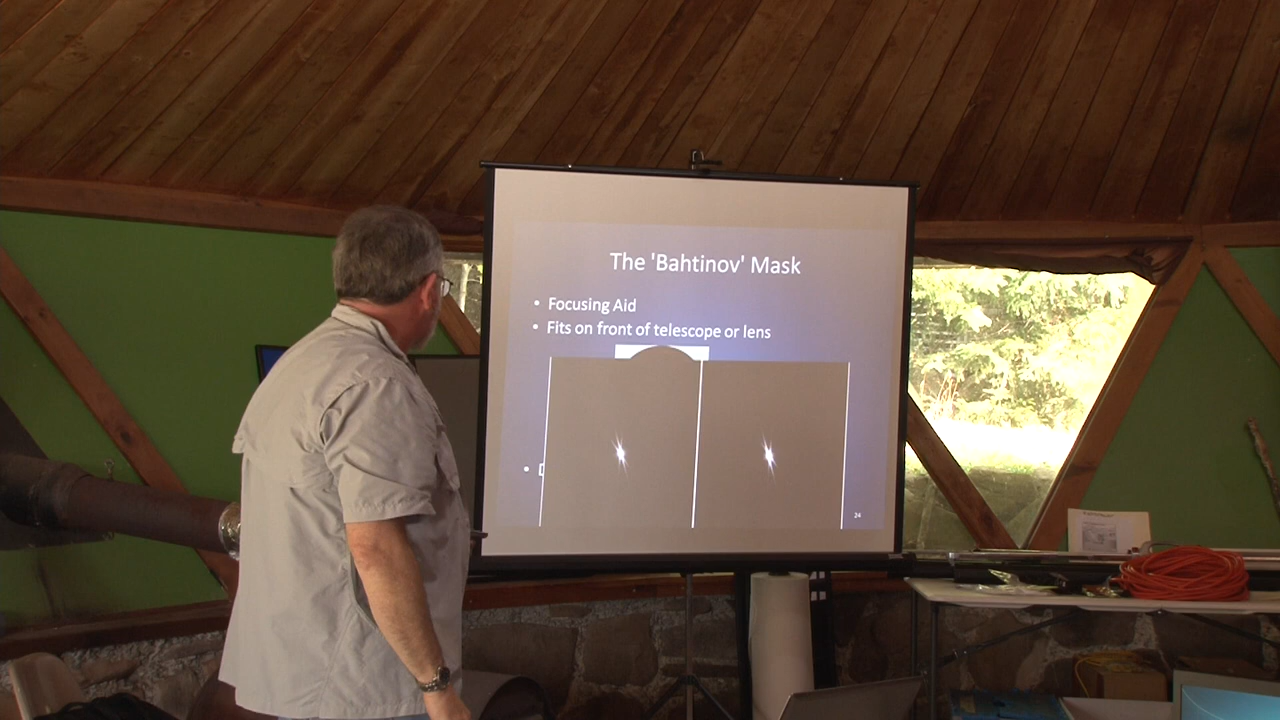 The 'Bahtinov' Mask
• Focusing Aid
• Fits on front of telescope or lens
24